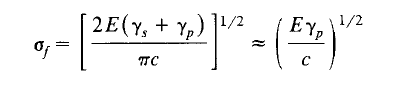 σ_f = [ 2E(γ_s + γ_p) / πc ]^{1/2} ≈ ( Eγ_p / c )^{1/2}